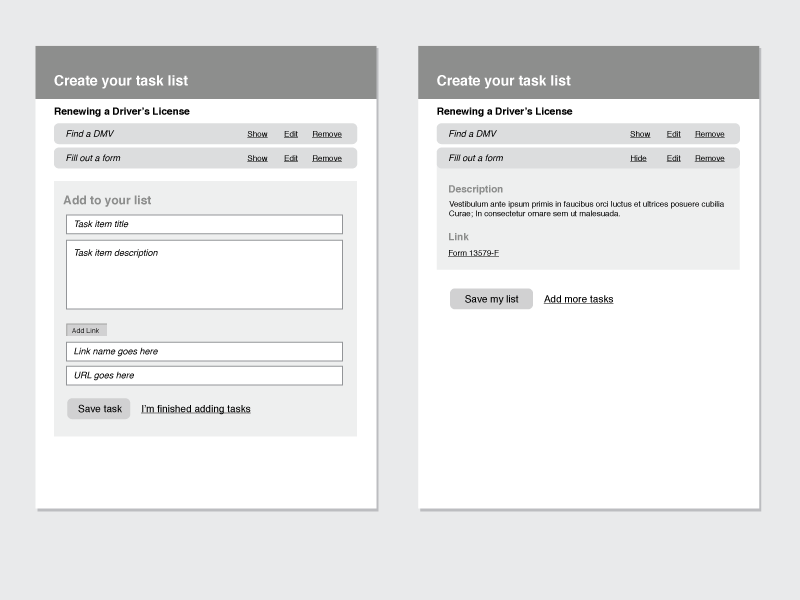 Create your task list
Renewing a Driver's License
Find a DMV Show Edit Remove
Fill out a form Show Edit Remove
Add to your list
Task item title
Task item description
Add Link
Link name goes here
URL goes here
Save task I'm finished adding tasks
Create your task list
Renewing a Driver's License
Find a DMV Show Edit Remove
Fill out a form Hide Edit Remove
Description
Vestibulum ante ipsum primis in faucibus orci luctus et ultrices posuere cubilia
Curae; In consectetur ornare sem ut malesuada.
Link
Form 13579-F
Save my list Add more tasks